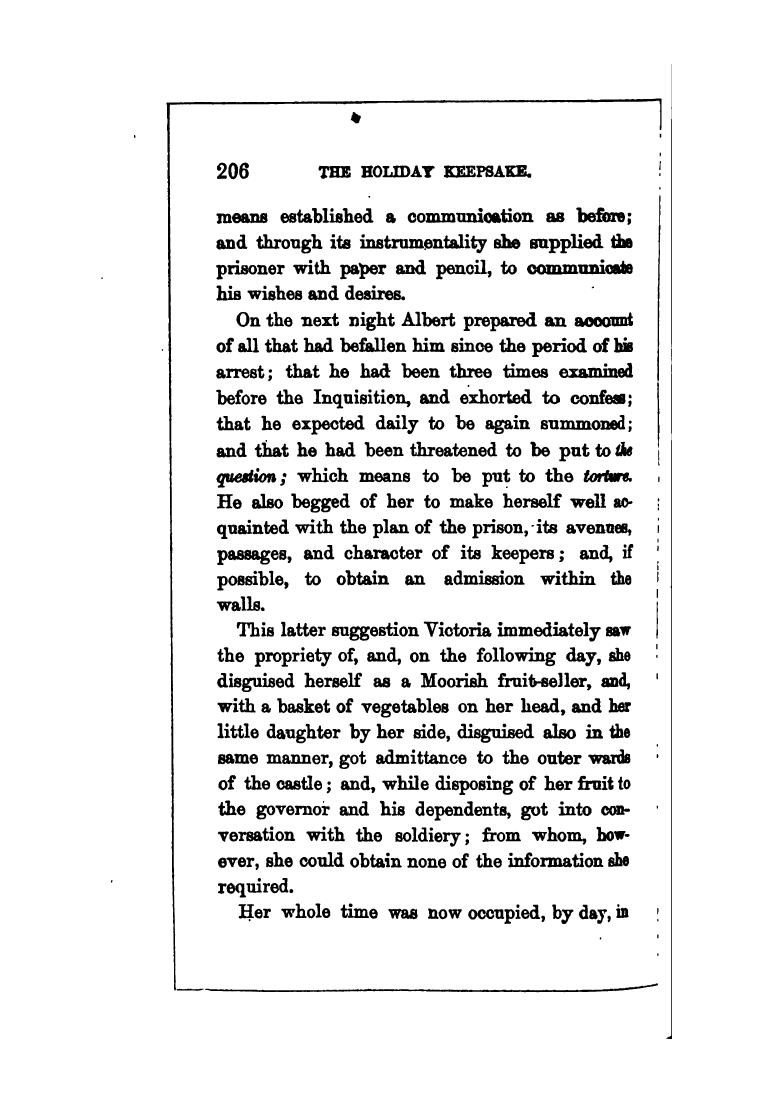 206 THE HOLIDAY KEEPSAKE.
means established a communication as before;
and through its instrumentality she supplied the
prisoner with paper and pencil, to communicate
his wishes and desires.
On the next night Albert prepared an account
of all that had befallen him since the period of his
arrest; that he had been three times examined
before the Inquisition, and exhorted to confess;
that he expected daily to be again summoned;
and that he had been threatened to be put to the
question; which means to be put to the torture.
He also begged of her to make herself well ac-
quainted with the plan of the prison, its avenues,
passages, and character of its keepers; and, if
possible, to obtain an admission within the
walls.
This latter suggestion Victoria immediately saw
the propriety of, and, on the following day, she
disguised herself as a Moorish fruit-seller, and,
with a basket of vegetables on her head, and her
little daughter by her side, disguised also in the
same manner, got admittance to the outer wards
of the castle; and, while disposing of her fruit to
the governor and his dependents, got into con-
versation with the soldiery; from whom, how-
ever, she could obtain none of the information she
required.
Her whole time was now occupied, by day, in